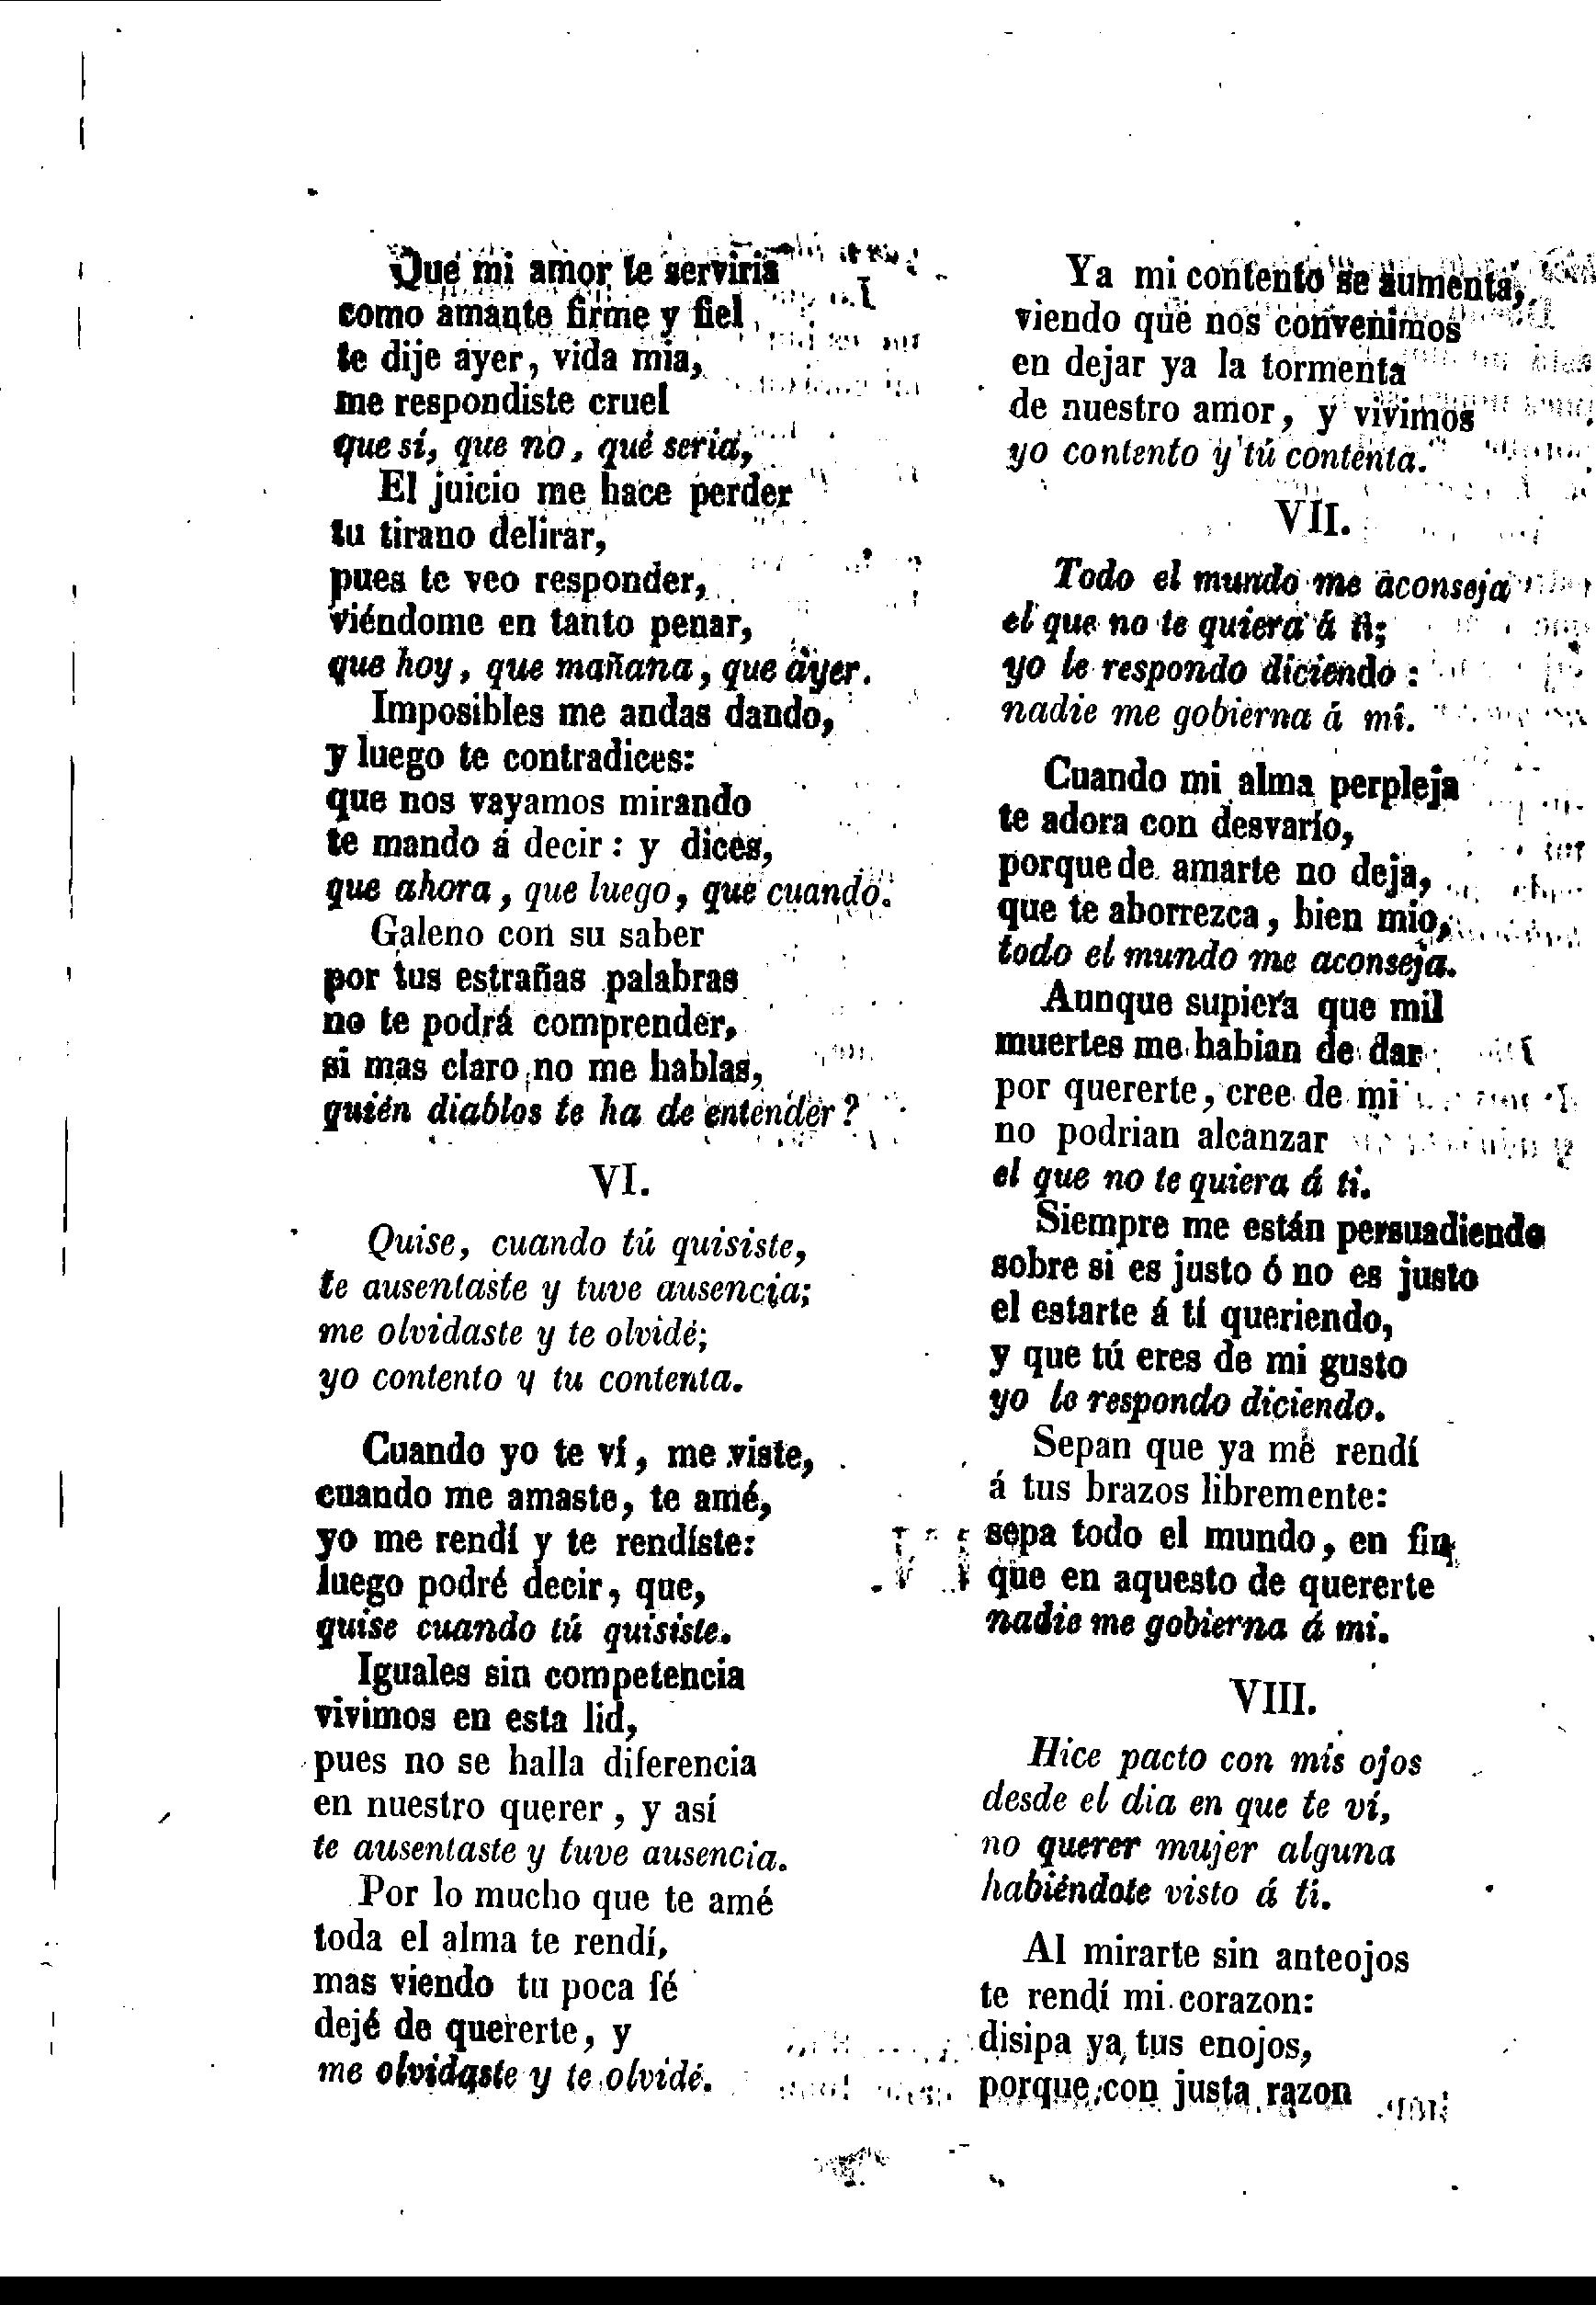 Que mi amor te serviria
como amante firme y fiel
te dije ayer, vida mia,
me respondiste cruel
que sí, que no, qué seria,
El juicio me hace perder
tu tirano delirar,
pues te veo responder,
viéndome en tanto penar,
que hoy, que mañana, que ayer.
Imposibles me andas dando,
y luego te contradices:
que nos vayamos mirando
te mando á decir: y dices,
que ahora, que luego, que cuando.
Galeno con su saber
por tus estrañas palabras
no te podrá comprender,
si mas claro no me hablas,
quién diablos te ha de entender?
VI.
Quise, cuando tú quisiste,
te ausentaste y tuve ausencia;
me olvidaste y te olvidé;
yo contento y tu contenta.
Cuando yo te ví, me viste,
cuando me amaste, te amé,
yo me rendí y te rendíste:
luego podré decir, que,
quise cuando tú quisiste.
Iguales sin competencia
vivimos en esta lid,
pues no se halla diferencia
en nuestro querer, y así
te ausentaste y tuve ausencia.
Por lo mucho que te amé
toda el alma te rendí,
mas viendo tu poca fé
dejé de quererte, y
me olvidaste y te olvidé.
Ya mi contento se aumenta,
viendo que nos convenimos
en dejar ya la tormenta
de nuestro amor, y vivimos
yo contento y tú contenta.
VII.
Todo el mundo me aconseja
el que no te quiera á ti;
yo le respondo diciendo:
nadie me gobierna á mí.
Cuando mi alma perpleja
te adora con desvarío,
porque de amarte no deja,
que te aborrezca, bien mio,
todo el mundo me aconseja.
Aunque supiera que mil
muertes me habian de dar
por quererte, cree de mi
no podrian alcanzar
el que no te quiera á ti.
Siempre me están persuadiendo
sobre si es justo ó no es justo
el estarte á tí queriendo,
y que tú eres de mi gusto
yo le respondo diciendo.
Sepan que ya me rendí
á tus brazos libremente:
sepa todo el mundo, en fin,
que en aquesto de quererte
nadie me gobierna á mi.
VIII.
Hice pacto con mis ojos
desde el dia en que te ví,
no querer mujer alguna
habiéndote visto á ti.
Al mirarte sin anteojos
te rendí mi corazon:
disipa ya tus enojos,
porque con justa razon